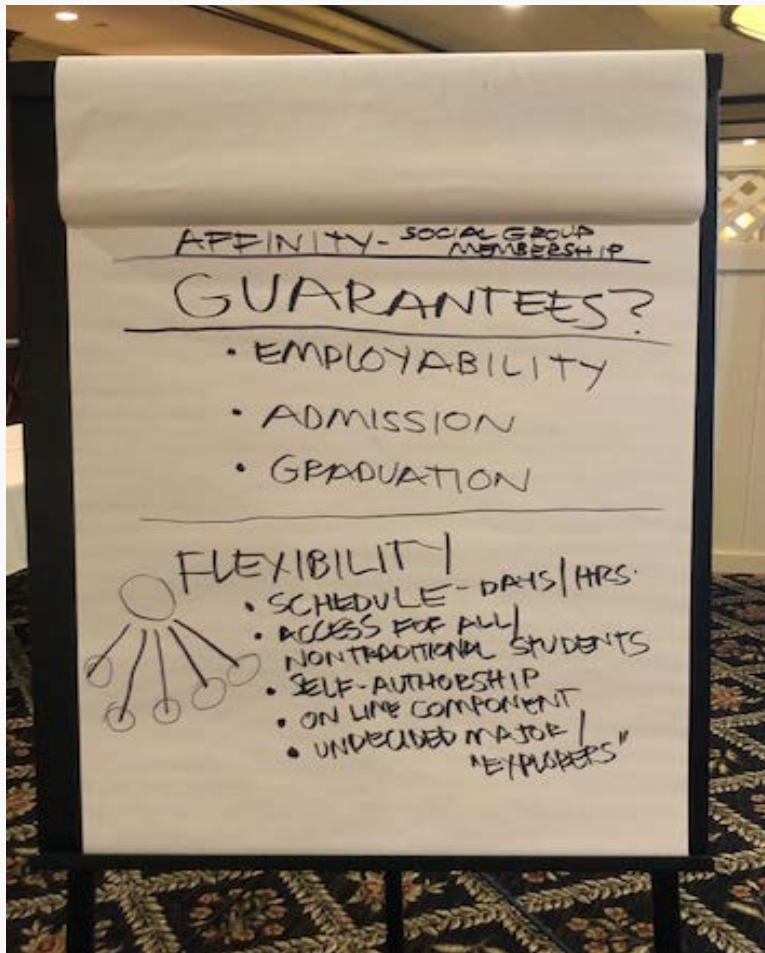 AFFINITY - SOCIAL GROUP
MEMBERSHIP
GUARANTEES?
• EMPLOYABILITY
• ADMISSION
• GRADUATION
FLEXIBILITY
• SCHEDULE - DAYS/HRS.
• ACCESS FOR ALL/
NONTRADITIONAL STUDENTS
• SELF-AUTHORSHIP
• ON LINE COMPONENT
• UNDECIDED MAJOR/
"EXPLORERS"